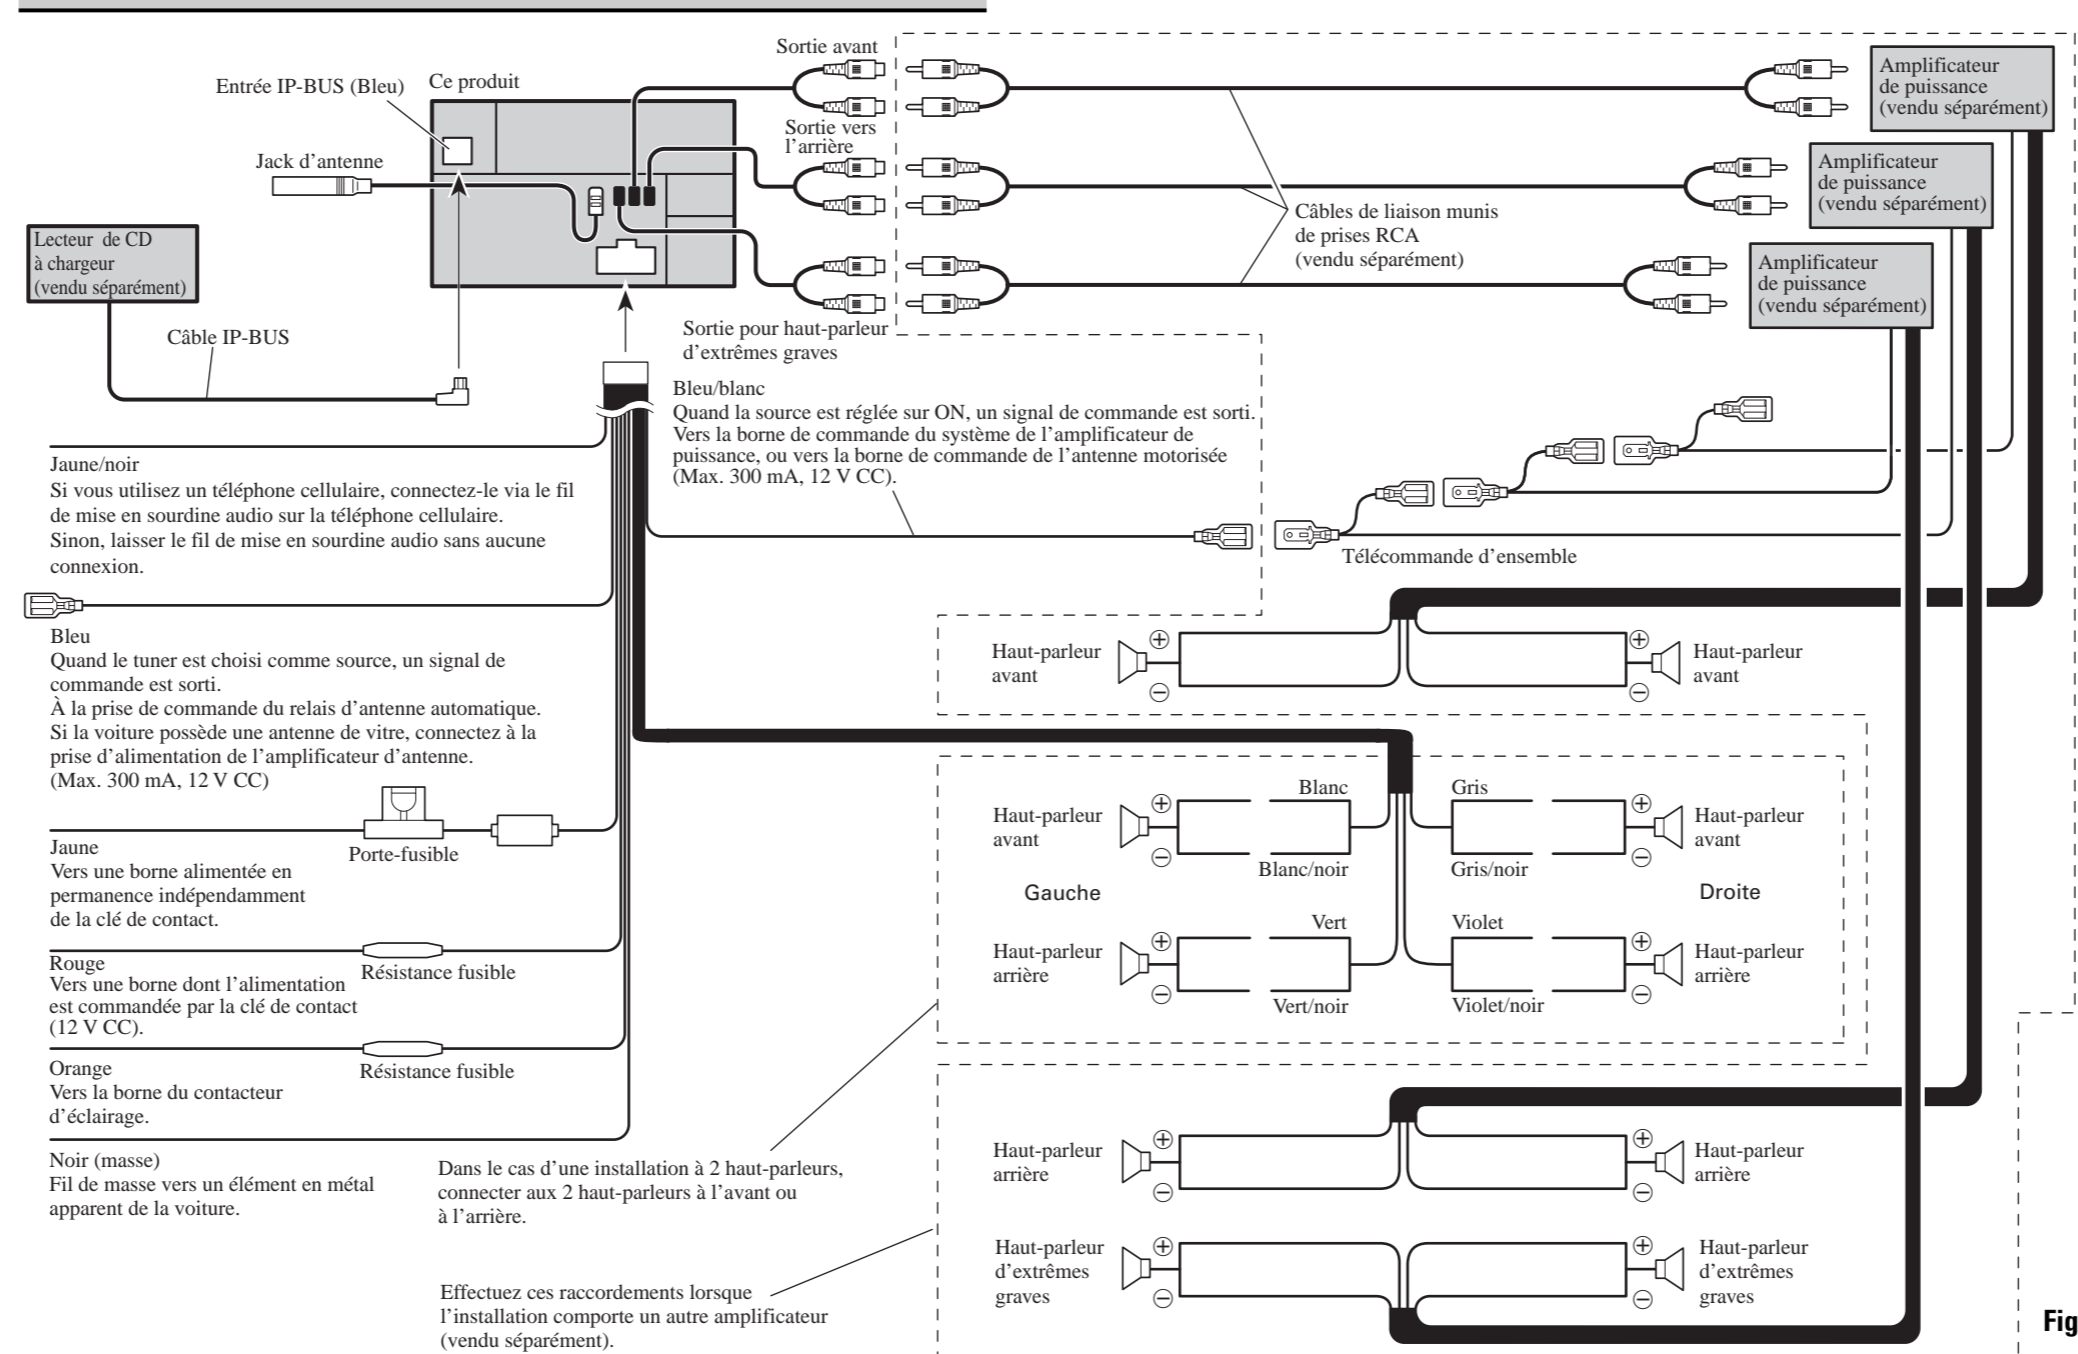 Sortie avant
Entrée IP-BUS (Bleu)
Ce produit
Sortie vers
l’arrière
Jack d’antenne
Amplificateur
de puissance
(vendu séparément)
Amplificateur
de puissance
(vendu séparément)
Amplificateur
de puissance
(vendu séparément)
Câbles de liaison munis
de prises RCA
(vendu séparément)
Lecteur de CD
à chargeur
(vendu séparément)
Câble IP-BUS
Sortie pour haut-parleur
d’extrêmes graves
Bleu/blanc
Quand la source est réglée sur ON, un signal de commande est sorti.
Vers la borne de commande du système de l’amplificateur de
puissance, ou vers la borne de commande de l’antenne motorisée
(Max. 300 mA, 12 V CC).
Télécommande d’ensemble
Jaune/noir
Si vous utilisez un téléphone cellulaire, connectez-le via le fil
de mise en sourdine audio sur la téléphone cellulaire.
Sinon, laisser le fil de mise en sourdine audio sans aucune
connexion.
Bleu
Quand le tuner est choisi comme source, un signal de
commande est sorti.
À la prise de commande du relais d’antenne automatique.
Si la voiture possède une antenne de vitre, connectez à la
prise d’alimentation de l’amplificateur d’antenne.
(Max. 300 mA, 12 V CC)
Porte-fusible
Jaune
Vers une borne alimentée en
permanence indépendamment
de la clé de contact.
Rouge
Vers une borne dont l’alimentation
est commandée par la clé de contact
(12 V CC).
Résistance fusible
Orange
Vers la borne du contacteur
d’éclairage.
Résistance fusible
Noir (masse)
Fil de masse vers un élément en métal
apparent de la voiture.
Haut-parleur
avant
+
−
+
−
Haut-parleur
avant
Haut-parleur
avant
+
−
Blanc
Blanc/noir
Gris
Gris/noir
+
−
Haut-parleur
avant
Gauche
Droite
Haut-parleur
arrière
+
−
Vert
Vert/noir
Violet
Violet/noir
+
−
Haut-parleur
arrière
Dans le cas d’une installation à 2 haut-parleurs,
connecter aux 2 haut-parleurs à l’avant ou
à l’arrière.
Haut-parleur
arrière
+
−
+
−
Haut-parleur
arrière
Effectuez ces raccordements lorsque
l’installation comporte un autre amplificateur
(vendu séparément).
Haut-parleur
d’extrêmes
graves
+
−
+
−
Haut-parleur
d’extrêmes
graves
Fig